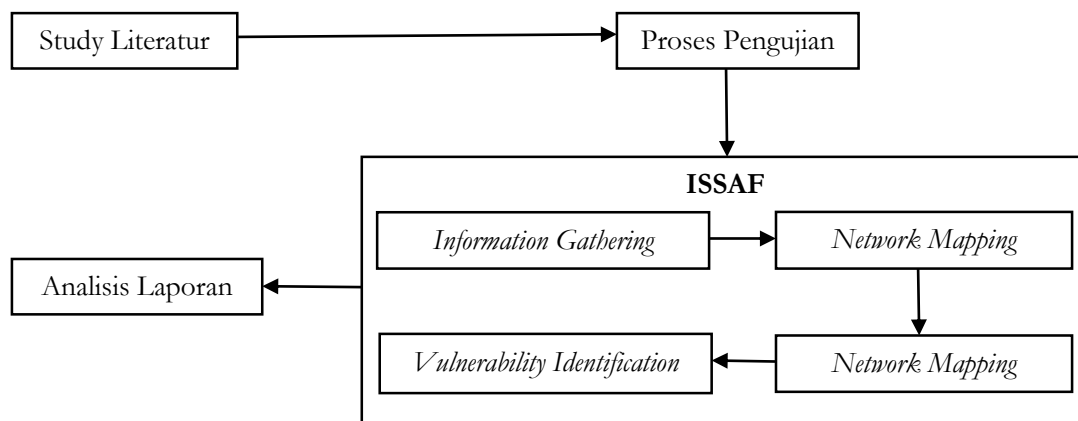 Study Literatur
Proses Pengujian
ISSAF
Information Gathering
Network Mapping
Analisis Laporan
Vulnerability Identification
Network Mapping